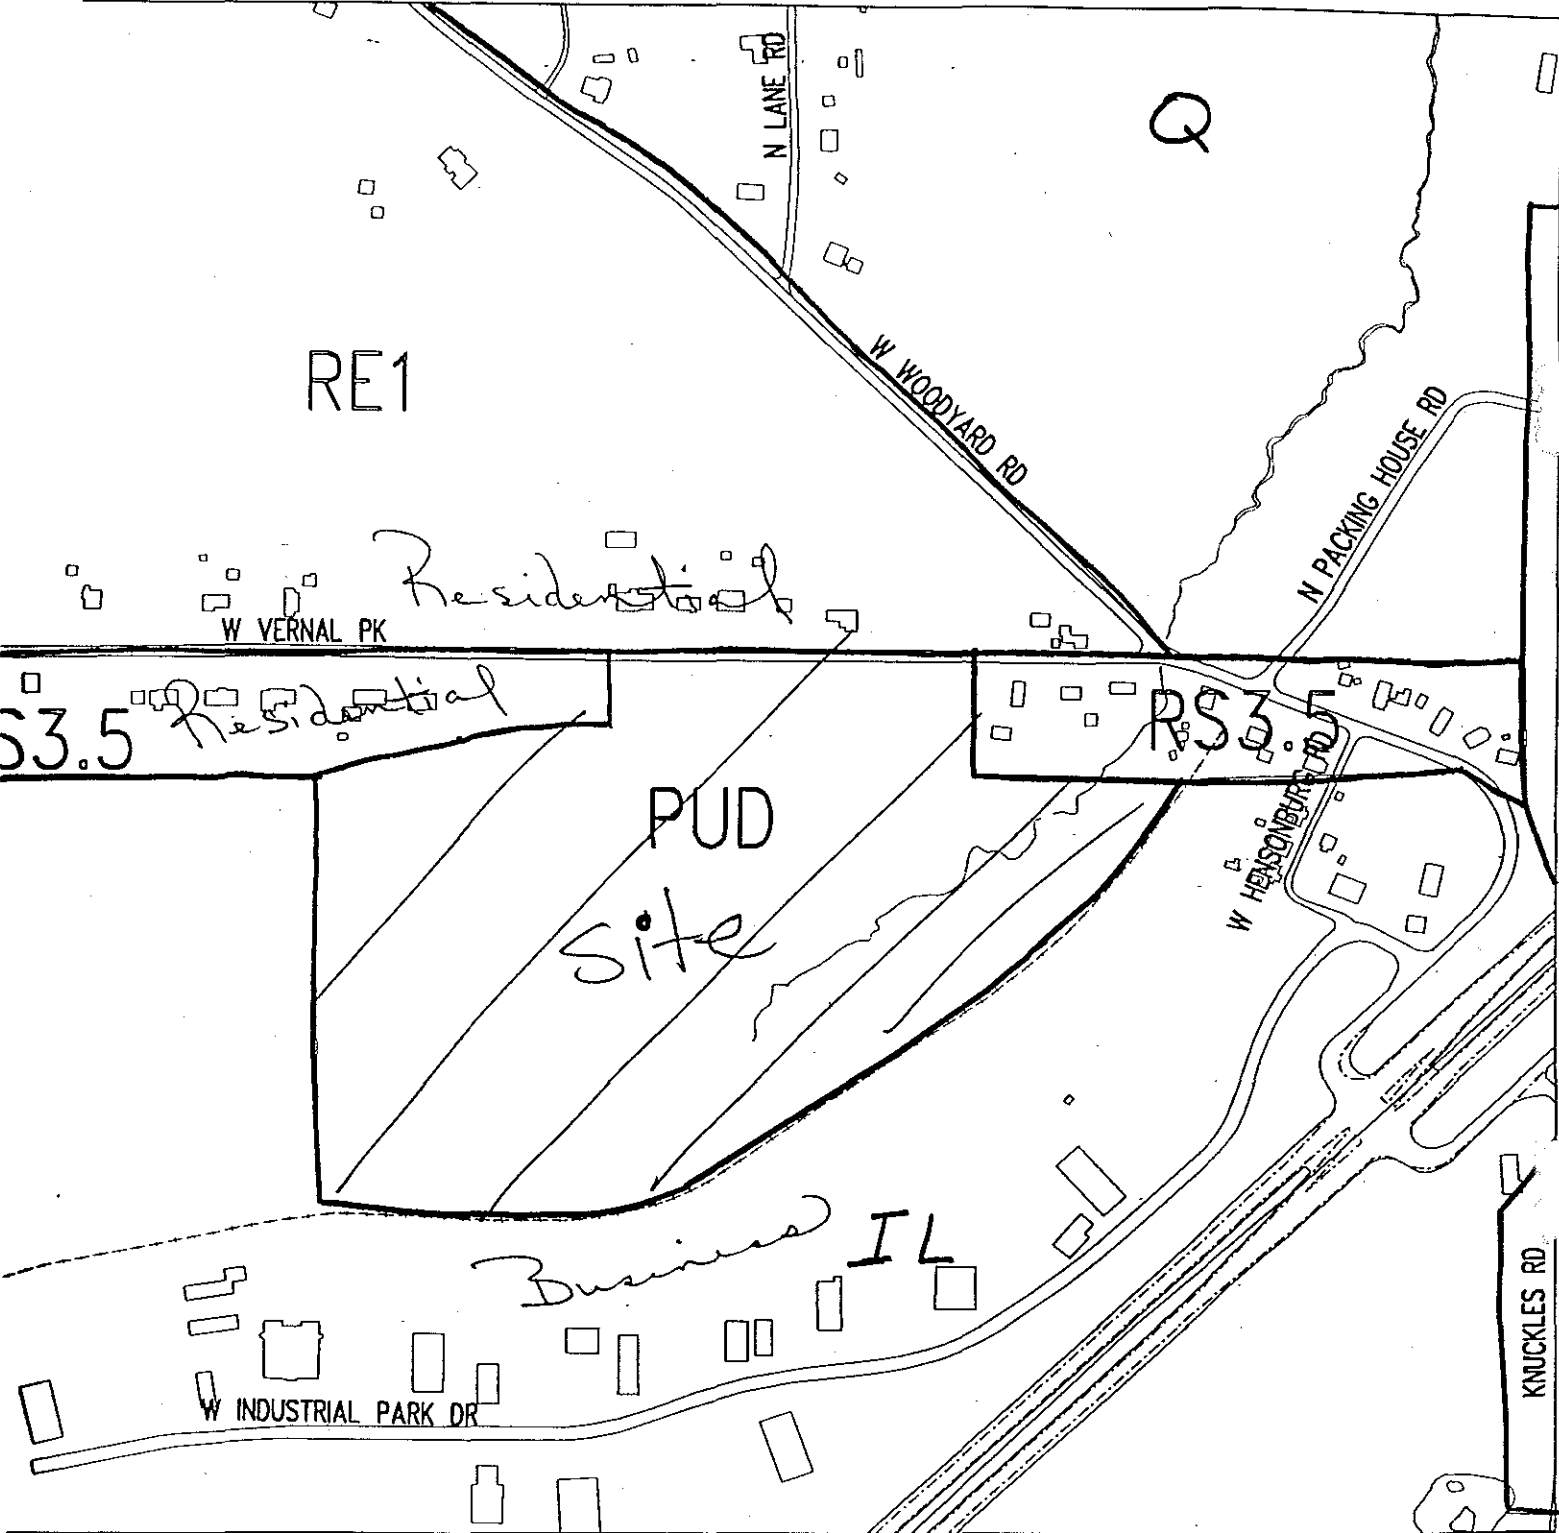 N LANE RD
Q
RE1
W WOODYARD RD
N PACKING HOUSE RD
Residential
W VERNAL PK
S3.5
Residential
RS3.5
PUD
W HENSONBURG RD
Site
Business
IL
KNUCKLES RD
W INDUSTRIAL PARK DR